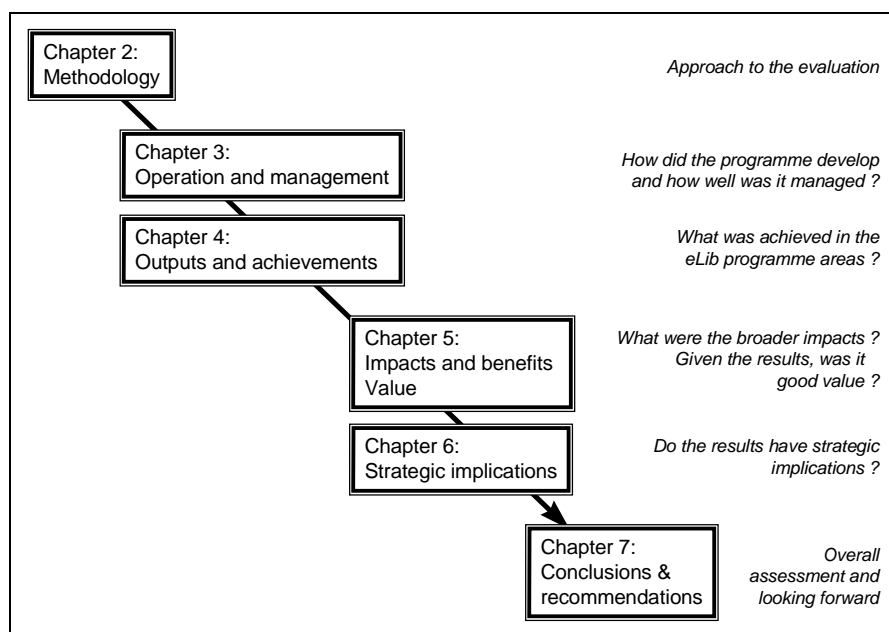 Chapter 2:
Methodology
Approach to the evaluation
Chapter 3:
Operation and management
How did the programme develop
and how well was it managed ?
Chapter 4:
Outputs and achievements
What was achieved in the
eLib programme areas ?
Chapter 5:
Impacts and benefits
Value
What were the broader impacts ?
Given the results, was it
good value ?
Chapter 6:
Strategic implications
Do the results have strategic
implications ?
Chapter 7:
Conclusions &
recommendations
Overall
assessment and
looking forward